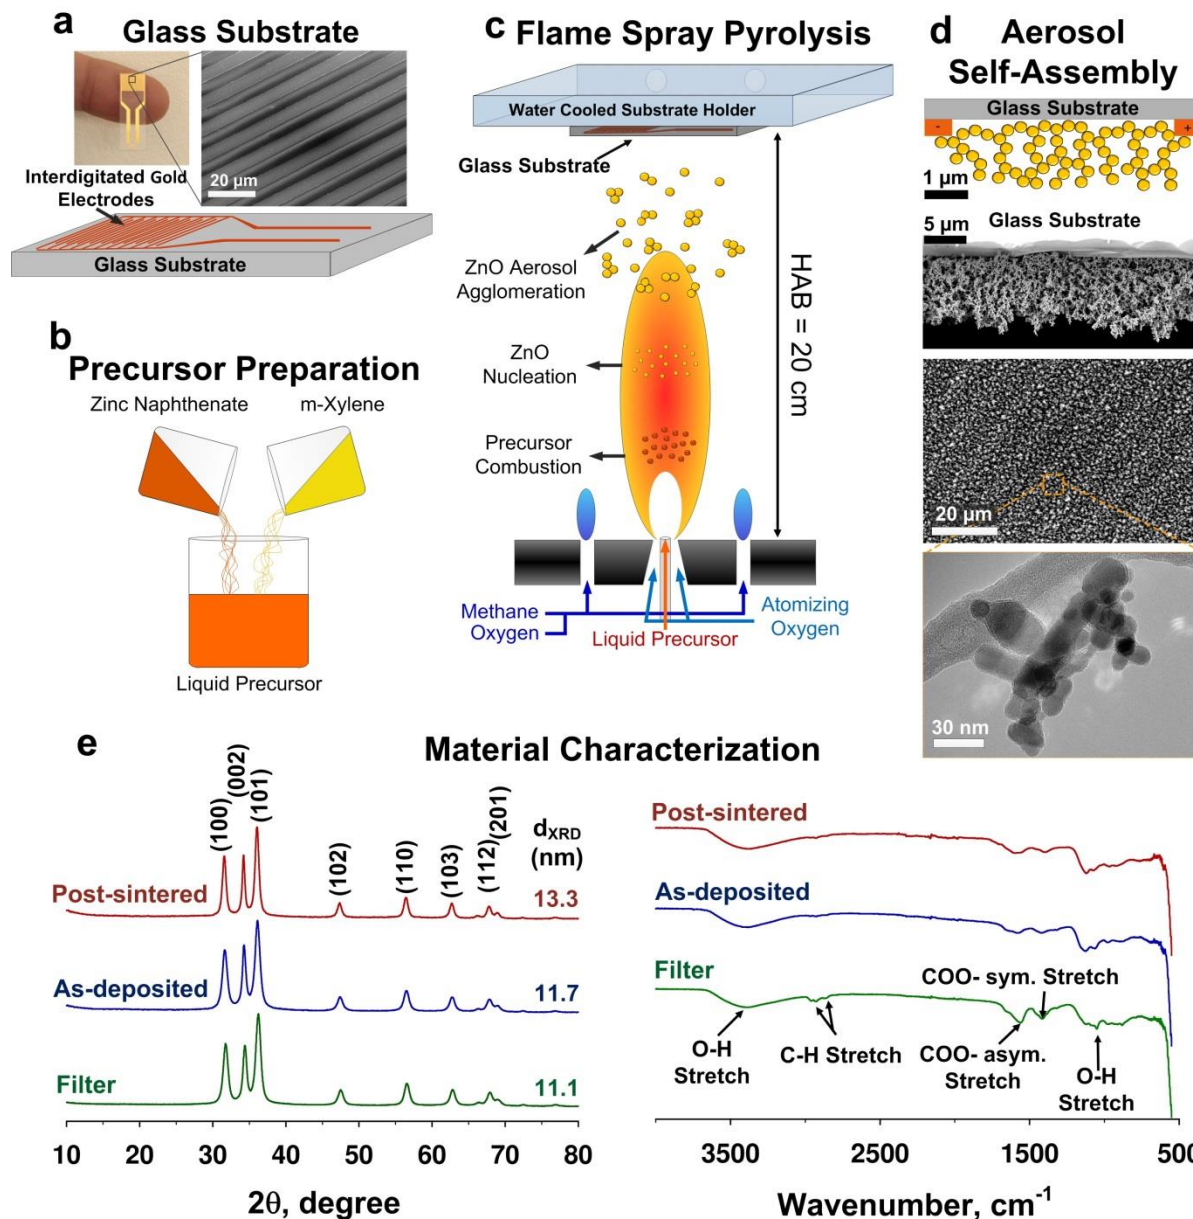 a
Glass Substrate
20 µm
Interdigitated Gold
Electrodes
Glass Substrate
b
Precursor Preparation
Zinc Naphthenate
m-Xylene
Liquid Precursor
c
Flame Spray Pyrolysis
Water Cooled Substrate Holder
Glass Substrate
ZnO Aerosol
Agglomeration
ZnO
Nucleation
Precursor
Combustion
HAB = 20 cm
Methane
Oxygen
Liquid Precursor
Atomizing
Oxygen
d
Aerosol
Self-Assembly
Glass Substrate
- +
1 µm
5 µm
Glass Substrate
20 µm
30 nm
e
Material Characterization
(100)
(002)
(101)
(102)
(110)
(103)
(112)
(201)
dXRD
(nm)
Post-sintered
13.3
As-deposited
11.7
Filter
11.1
10 20 30 40 50 60 70 80
2θ, degree
Post-sintered
As-deposited
Filter
O-H
Stretch
C-H Stretch
COO- sym. Stretch
COO- asym.
Stretch
O-H
Stretch
3500 2500 1500 500
Wavenumber, cm-1